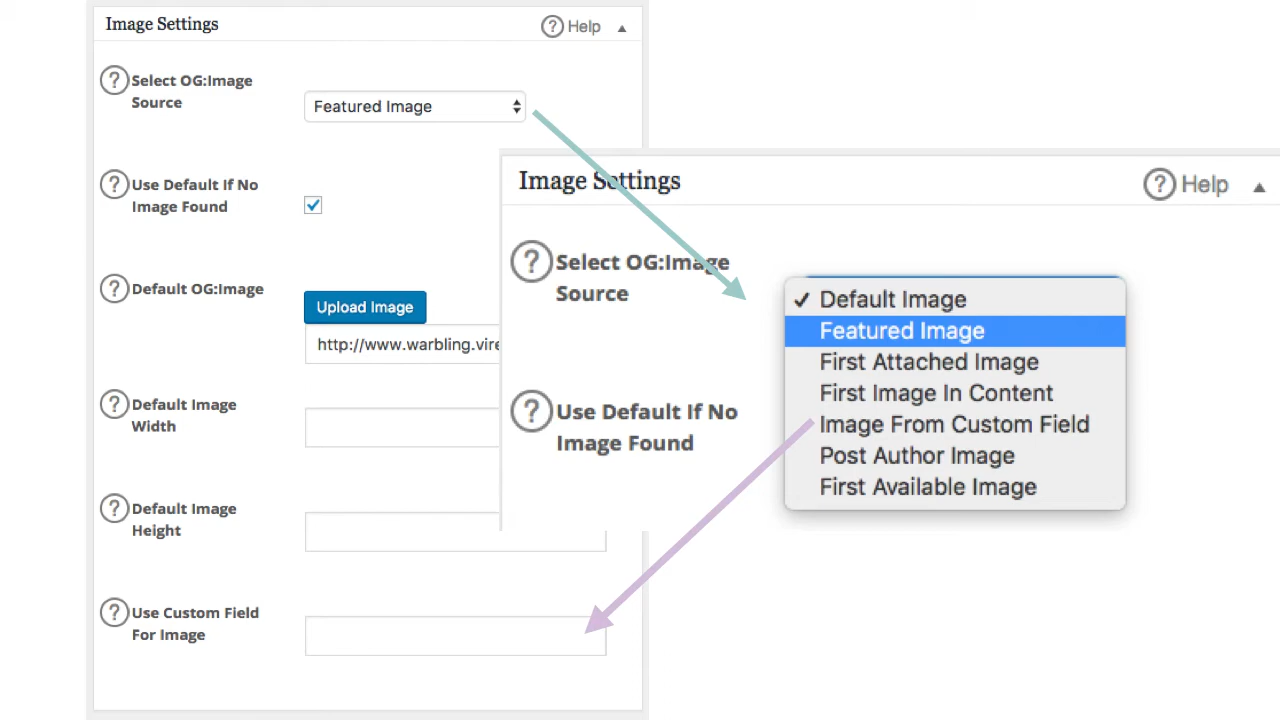 Image Settings
? Help
? Select OG:Image
Source
Featured Image
? Use Default If No
Image Found
? Default OG:Image
Upload Image
http://www.warbling.vire
? Default Image
Width
? Default Image
Height
? Use Custom Field
For Image
Image Settings
? Help
? Select OG:Image
Source
✓ Default Image
Featured Image
First Attached Image
First Image In Content
Image From Custom Field
Post Author Image
First Available Image
? Use Default If No
Image Found